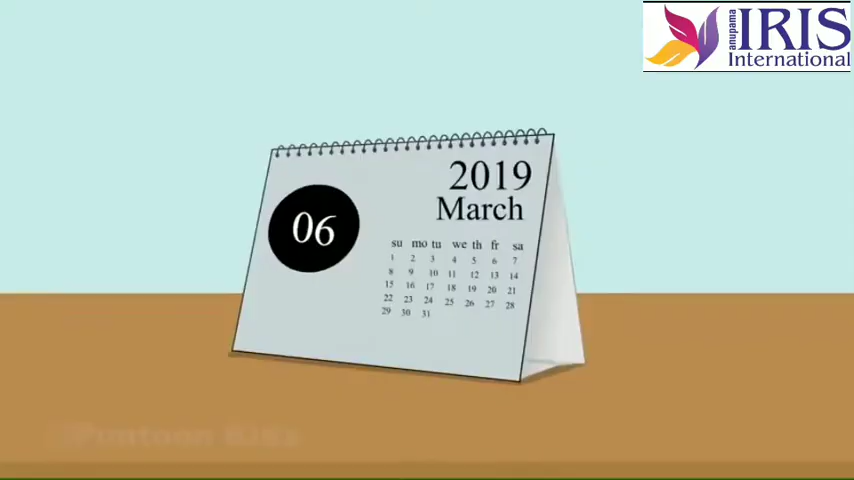 anupama
IRIS
International
2019
March
06
su mo tu we th fr sa
1 2 3 4 5 6 7
8 9 10 11 12 13 14
15 16 17 18 19 20 21
22 23 24 25 26 27 28
29 30 31